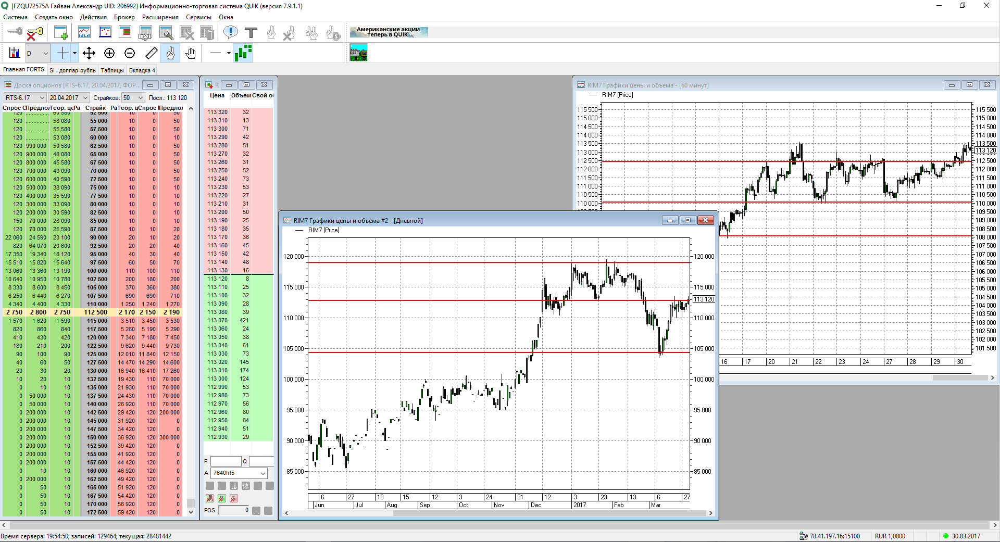 [FZQU72575A Гайван Александр UID: 206992] Информационно-торговая система QUIK (версия 7.9.1.1)
Система Создать окно Действия Брокер Расширения Сервисы Окна
Американские акции
теперь в QUIK
D
Главная FORTS Si - доллар-рубль Таблицы Вкладка 4
Доска опционов [RTS-6.17, 20.04.2017, ФОР...
RTS-6.17 20.04.2017 Страйков: 50 Посл.: 113 120
Спрос Предлох Теор. це Ра Страйк Ра Теор. ц Спрос Предлох
120 60 580 52 500 10 0 50
120 58 080 55 000 10 0 50
120 55 580 57 500 10 0 50
120 53 080 60 000 10 0 10
120 990 000 50 580 62 500 10 0 50
120 900 000 48 080 65 000 10 0 50
120 800 000 45 580 67 500 10 0 50
120 700 000 43 090 70 000 10 0 50
120 600 000 40 590 72 500 10 0 50
120 500 000 38 090 75 000 10 0 10
120 400 000 35 590 77 500 10 0 10
120 300 000 33 090 80 000 10 0 10
120 200 000 30 590 82 500 10 0 10
150 70 000 28 090 85 000 10 0 10
120 70 000 25 590 87 500 10 10 20
22 060 24 590 23 100 90 000 20 10 20
820 64 070 20 600 92 500 20 20 40
17 350 19 340 18 120 95 000 40 30 40
15 510 15 820 15 640 97 500 60 50 70
13 060 13 360 13 190 100 000 110 100 110
10 640 10 950 10 780 102 500 200 180 200
8 330 8 600 8 450 105 000 370 360 380
6 250 6 440 6 270 107 500 690 690 710
4 340 4 400 4 330 110 000 1 250 1 240 1 270
2 750 2 800 2 750 112 500 2 170 2 150 2 190
1 570 1 620 1 590 115 000 3 510 3 450 3 530
820 860 840 117 500 5 260 5 190 5 290
410 430 420 120 000 7 340 7 180 7 450
180 210 200 122 500 9 620 9 440 9 730
90 100 90 125 000 12 010 11 840 12 150
40 60 50 127 500 14 470 14 290 14 600
20 30 20 130 000 16 940 16 410 17 260
10 20 10 132 500 19 430 110 70 000
0 10 10 135 000 21 930 110 70 000
0 50 000 10 137 500 24 430 110 70 000
0 50 000 10 140 000 26 920 110 70 000
0 200 000 10 142 500 29 420 120 200 000
0 200 000 10 145 000 31 920 120 0
0 200 000 10 147 500 34 420 120 0
0 200 000 10 150 000 36 920 120 300 000
0 200 000 10 152 500 39 420 120 0
0 200 000 10 155 000 41 920 120 0
0 200 000 10 157 500 44 420 120 0
0 10 10 160 000 46 920 120 0
0 200 000 10 162 500 49 420 120 0
0 50 10 165 000 51 920 120 0
0 50 10 167 500 54 420 120 0
0 50 10 170 000 56 920 120 0
0 50 10 172 500 59 420 120 0
R
Цена Объем Свой об
113 320 32
113 310 13
113 300 71
113 290 42
113 280 51
113 270 32
113 260 31
113 250 52
113 240 73
113 230 53
113 220 27
113 210 31
113 200 50
113 190 25
113 180 35
113 170 36
113 160 45
113 150 42
113 140 48
113 130 16
113 120 8
113 110 25
113 100 32
113 090 28
113 080 39
113 070 421
113 060 24
113 050 38
113 040 61
113 030 73
113 020 145
113 010 174
113 000 124
112 990 53
112 980 73
112 970 56
112 960 80
112 950 84
112 940 51
112 930 29
P Q
A 7640hf5
POS. 0
RIM7 Графики цены и объема #2 - [Дневной]
RIM7 [Price]
120 000 120 000
115 000 115 000
113 120
110 000 110 000
105 000 105 000
100 000 100 000
95 000 95 000
90 000 90 000
85 000 85 000
6 27 18 15 12 3 24 21 12 3 23 13 6 27
Jun Jul Aug Sep Oct Nov Dec 2017 Feb Mar
RIM7 Графики цены и объема - [60 минут]
RIM7 [Price]
115 500 115 500
115 000 115 000
114 500 114 500
114 000 114 000
113 500 113 500
113 120
113 000
112 500 112 500
112 000 112 000
111 500 111 500
111 000 111 000
110 500 110 500
110 000 110 000
109 500
109 000
108 500
108 000
107 500
107 000
106 500
106 000
105 500
105 000
104 500
104 000
103 500
103 000
102 500
102 000
101 500
16 17 20 21 22 23 24 27 28 29 30
Время сервера: 19:54:50; записей: 129464; текущая: 28481442
78.41.197.16:15100 RUR 1,0000 30.03.2017